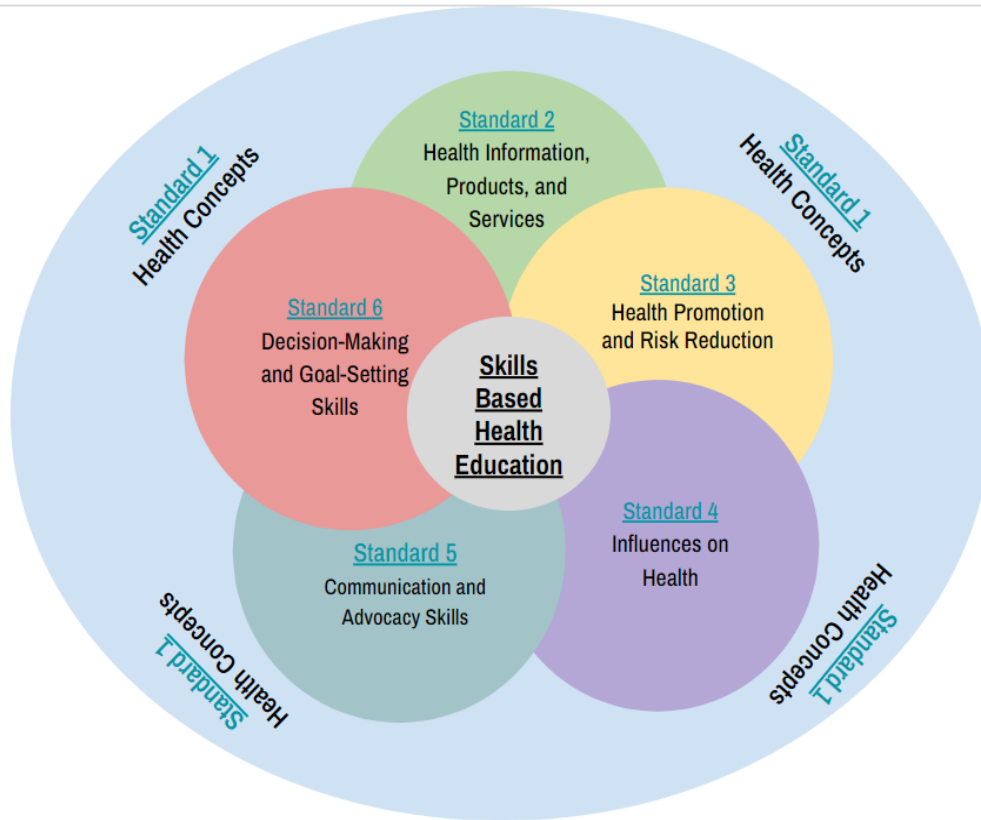 Standard 1
Health Concepts
Standard 1
Health Concepts
Standard 2
Health Information,
Products, and
Services
Standard 3
Health Promotion
and Risk Reduction
Standard 6
Decision-Making
and Goal-Setting
Skills
Skills
Based
Health
Education
Standard 4
Influences on
Health
Standard 5
Communication and
Advocacy Skills
Standard 1
Health Concepts
Standard 1
Health Concepts